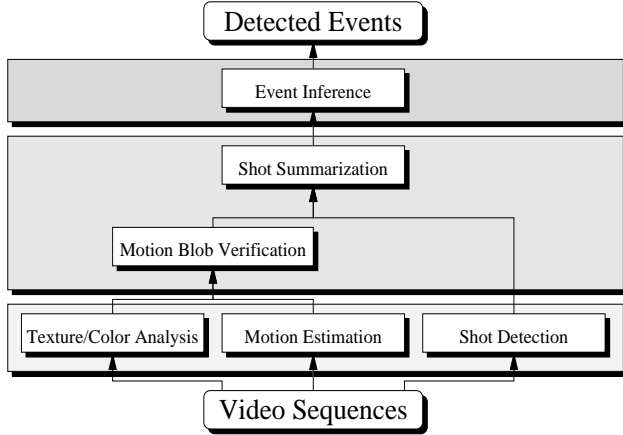 Detected Events
Event Inference
Shot Summarization
Motion Blob Verification
Texture/Color Analysis
Motion Estimation
Shot Detection
Video Sequences